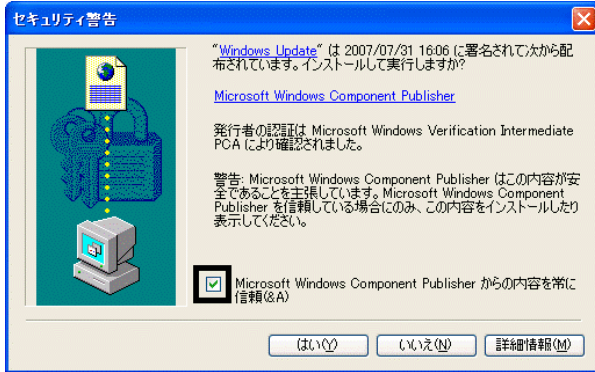 セキュリティ警告
"Windows Update" は 2007/07/31 16:06 に署名されて次から配
布されています。インストールして実行しますか?
Microsoft Windows Component Publisher
発行者の認証は Microsoft Windows Verification Intermediate
PCA により確認されました。
警告: Microsoft Windows Component Publisher はこの内容が安
全であることを主張しています。Microsoft Windows Component
Publisher を信頼している場合にのみ、この内容をインストールしたり
表示してください。
Microsoft Windows Component Publisher からの内容を常に
信頼(&A)
はい(Y) いいえ(N) 詳細情報(M)